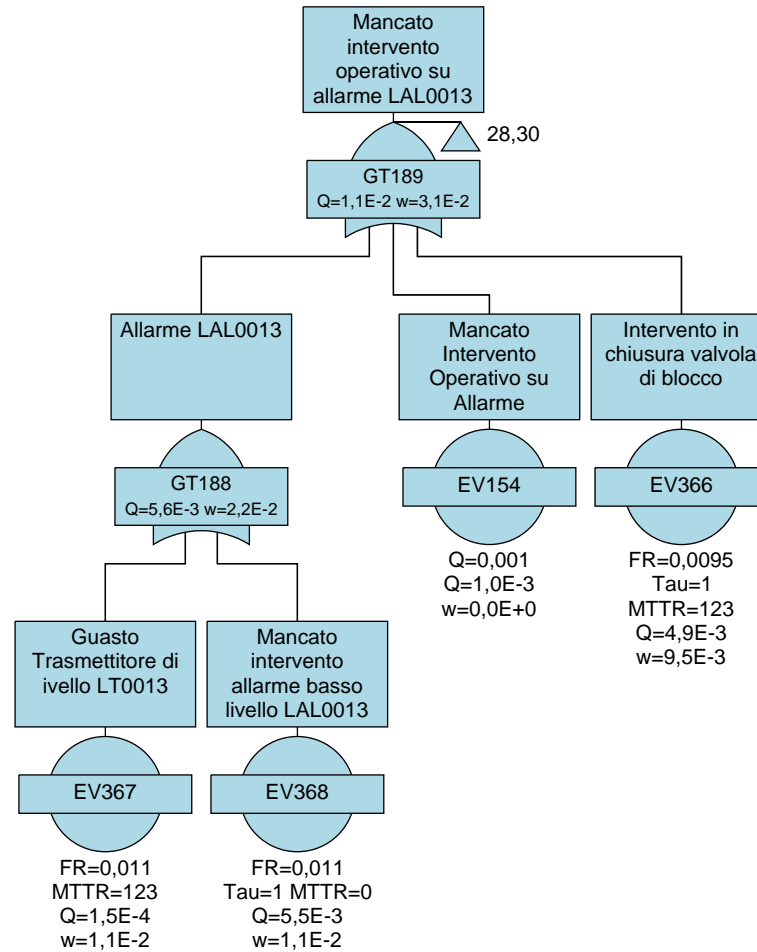 Mancato
intervento
operativo su
allarme LAL0013
28,30
GT189
Q=1,1E-2 w=3,1E-2
Allarme LAL0013
Mancato
Intervento
Operativo su
Allarme
Intervento in
chiusura valvola
di blocco
GT188
Q=5,6E-3 w=2,2E-2
EV154
Q=0,001
Q=1,0E-3
w=0,0E+0
EV366
FR=0,0095
Tau=1
MTTR=123
Q=4,9E-3
w=9,5E-3
Guasto
Trasmettitore di
ivello LT0013
Mancato
intervento
allarme basso
livello LAL0013
EV367
FR=0,011
MTTR=123
Q=1,5E-4
w=1,1E-2
EV368
FR=0,011
Tau=1 MTTR=0
Q=5,5E-3
w=1,1E-2